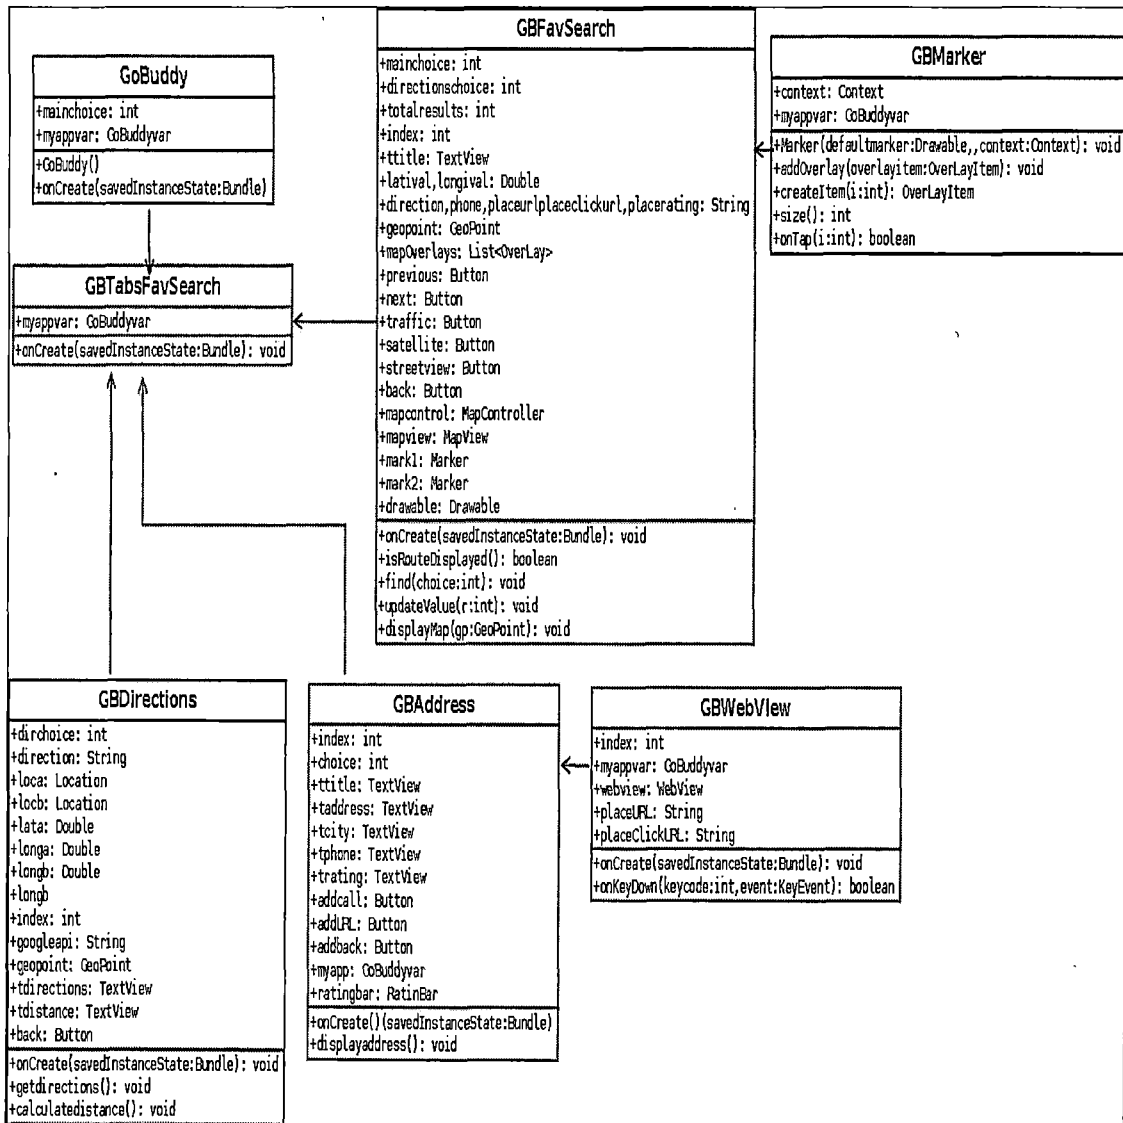 GoBuddy
+mainchoice: int
+myappvar: GoBuddyvar
+GoBuddy()
+onCreate(savedInstanceState:Bundle)
GBTabsFavSearch
+myappvar: GoBuddyvar
+onCreate(savedInstanceState:Bundle): void
GBFavSearch
+mainchoice: int
+directionschoice: int
+totalresults: int
+index: int
+ttitle: TextView
+latival,longival: Double
+direction,phone,placeurlplaceclickurl,placerating: String
+geopoint: GeoPoint
+mapOverlays: List<OverLay>
+previous: Button
+next: Button
+traffic: Button
+satellite: Button
+streetview: Button
+back: Button
+mapcontrol: MapController
+mapview: MapView
+mark1: Marker
+mark2: Marker
+drawable: Drawable
+onCreate(savedInstanceState:Bundle): void
+isRouteDisplayed(): boolean
+find(choice:int): void
+updateValue(r:int): void
+displayMap(gp:GeoPoint): void
GBMarker
+context: Context
+myappvar: GoBuddyvar
+Marker(defaultmarker:Drawable,,context:Context): void
+addOverlay(overlayitem:OverLayItem): void
+createItem(i:int): OverLayItem
+size(): int
+onTap(i:int): boolean
GBDirections
+dirchoice: int
+direction: String
+loca: Location
+locb: Location
+lata: Double
+longa: Double
+longb: Double
+longb
+index: int
+googleapi: String
+geopoint: GeoPoint
+tdirections: TextView
+tdistance: TextView
+back: Button
+onCreate(savedInstanceState:Bundle): void
+getdirections(): void
+calculatedistance(): void
GBAddress
+index: int
+choice: int
+ttitle: TextView
+taddress: TextView
+tcity: TextView
+tphone: TextView
+trating: TextView
+addcall: Button
+addURL: Button
+addback: Button
+myapp: GoBuddyvar
+ratingbar: RatinBar
+onCreate()(savedInstanceState:Bundle)
+displayaddress(): void
GBWebView
+index: int
+myappvar: GoBuddyvar
+webview: WebView
+placeURL: String
+placeClickURL: String
+onCreate(savedInstanceState:Bundle): void
+onKeyDown(keycode:int,event:KeyEvent): boolean